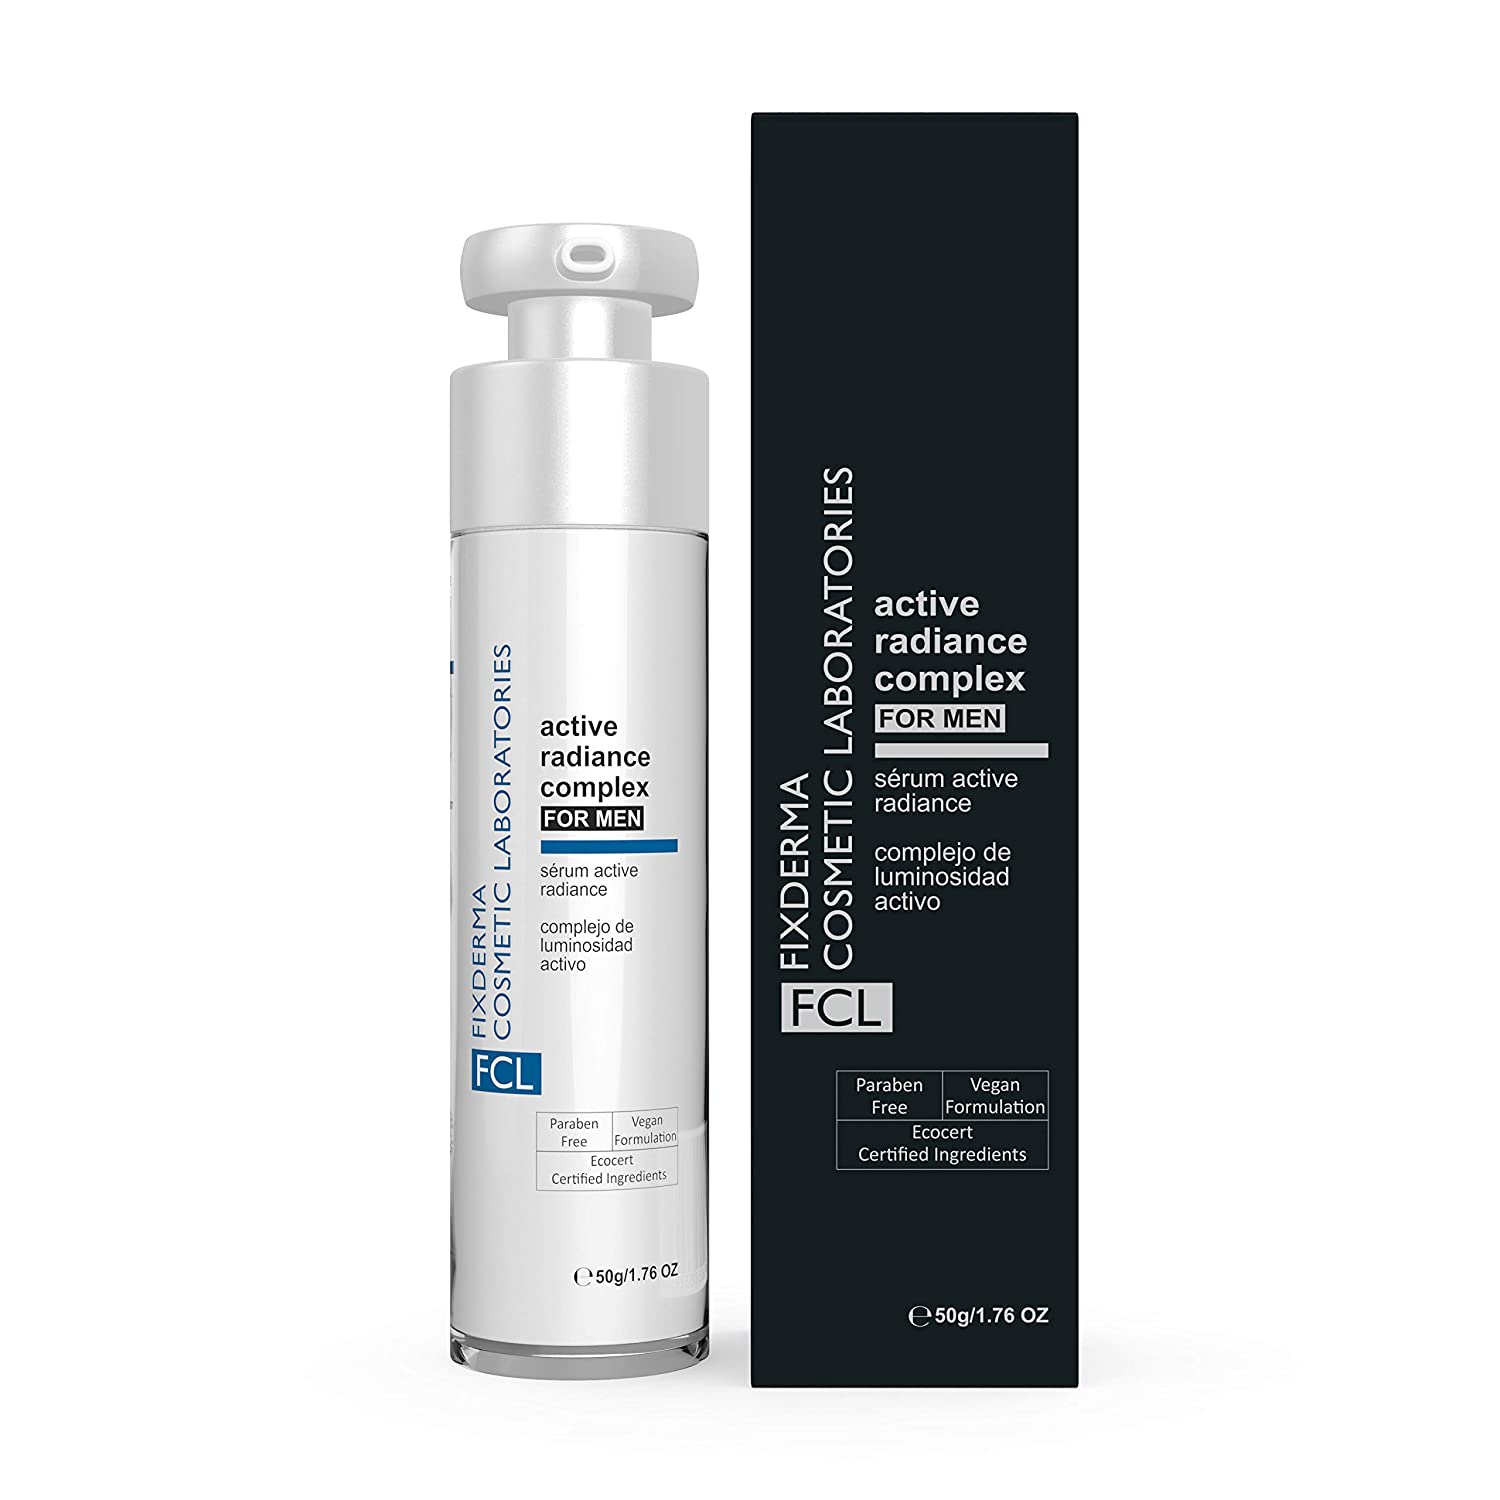 FIXDERMA
COSMETIC LABORATORIES
FCL
active
radiance
complex
FOR MEN
sérum active
radiance
complejo de
luminosidad
activo
Paraben
Free
Vegan
Formulation
Ecocert
Certified Ingredients
℮50g/1.76 OZ
FIXDERMA
COSMETIC LABORATORIES
FCL
active
radiance
complex
FOR MEN
sérum active
radiance
complejo de
luminosidad
activo
Paraben
Free
Vegan
Formulation
Ecocert
Certified Ingredients
℮50g/1.76 OZ